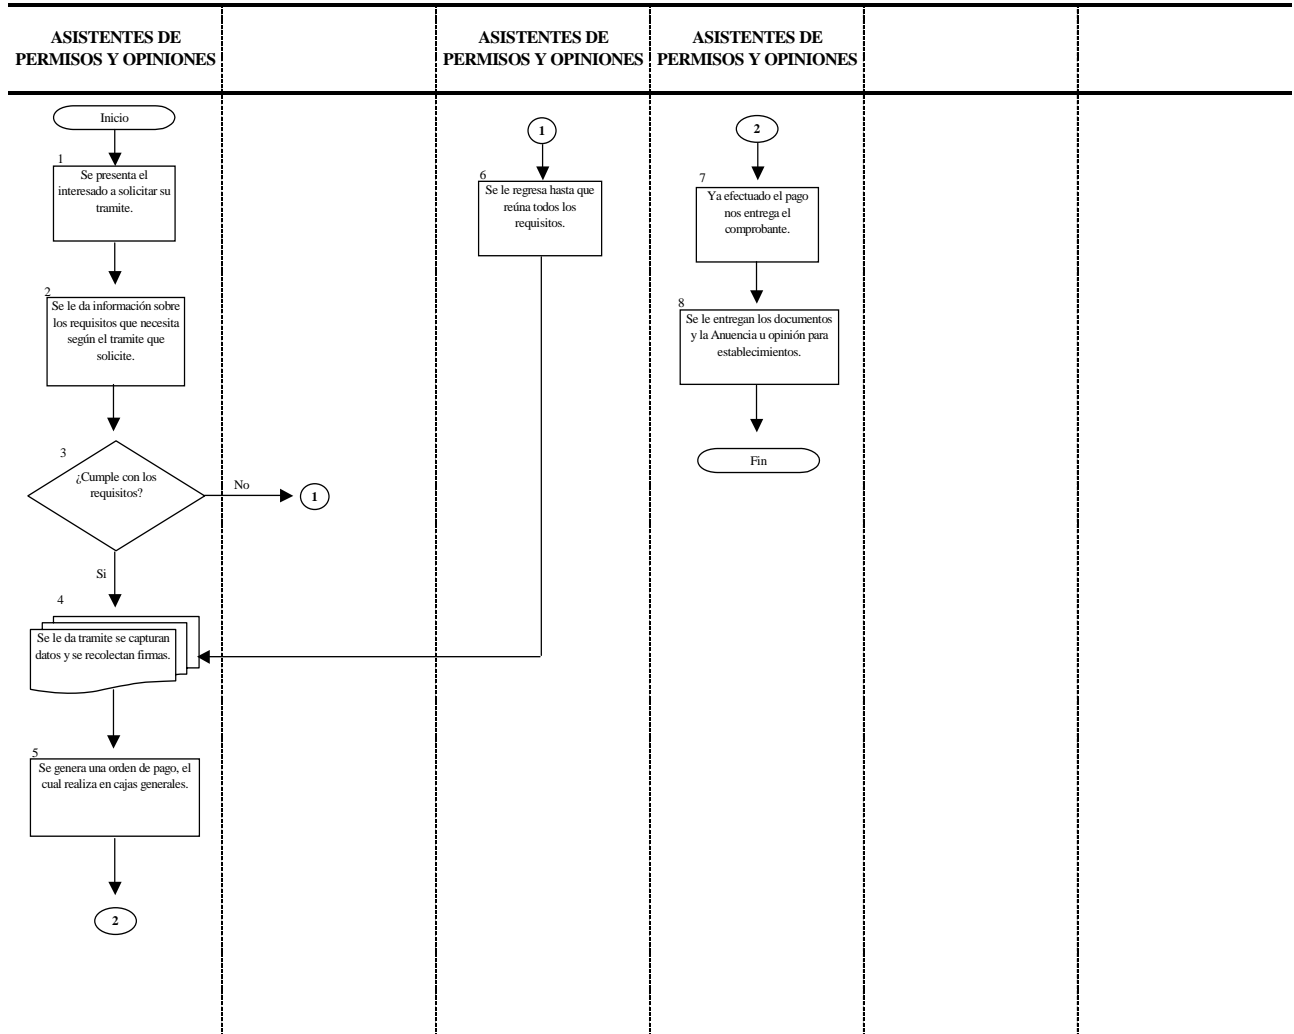 ASISTENTES DE
PERMISOS Y OPINIONES
ASISTENTES DE
PERMISOS Y OPINIONES
ASISTENTES DE
PERMISOS Y OPINIONES
Inicio
1
Se presenta el
interesado a solicitar su
tramite.
2
Se le da información sobre
los requisitos que necesita
según el tramite que
solicite.
3
¿Cumple con los
requisitos?
No
1
Si
4
Se le da tramite se capturan
datos y se recolectan firmas.
5
Se genera una orden de pago, el
cual realiza en cajas generales.
2
1
6
Se le regresa hasta que
reúna todos los
requisitos.
2
7
Ya efectuado el pago
nos entrega el
comprobante.
8
Se le entregan los documentos
y la Anuencia u opinión para
establecimientos.
Fin